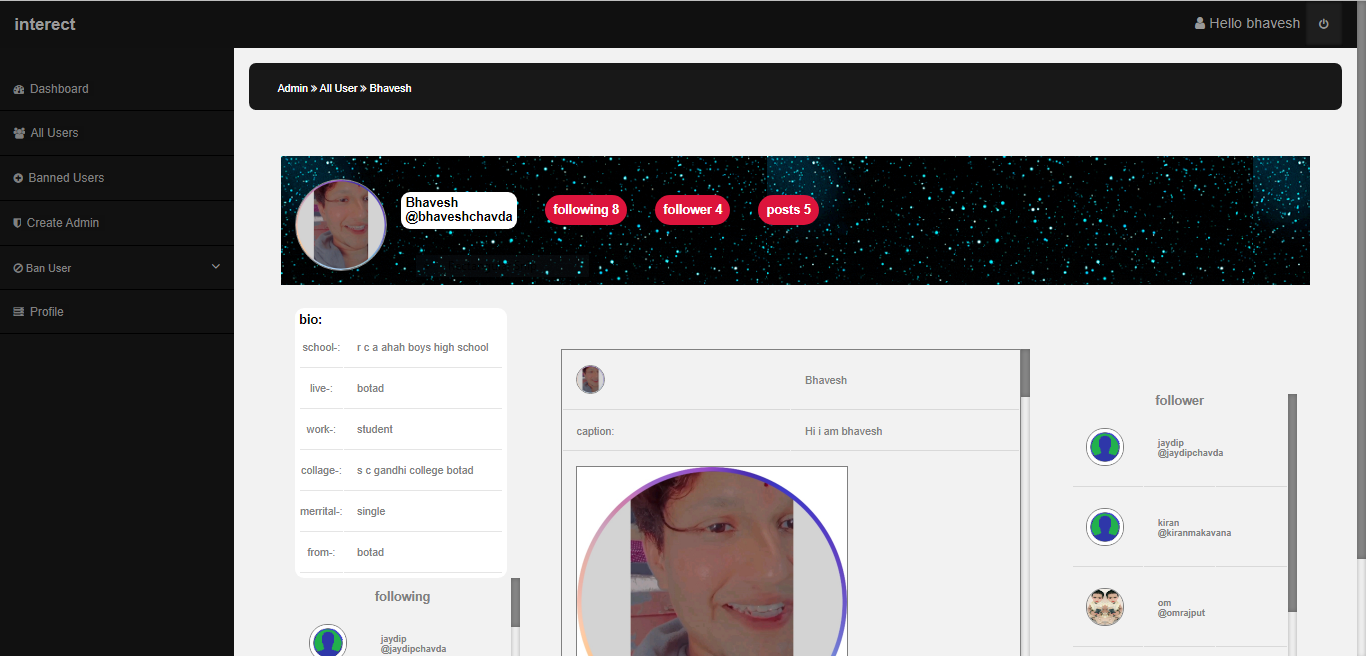 interect
Hello bhavesh
Dashboard
All Users
Banned Users
Create Admin
Ban User
Profile
Admin » All User » Bhavesh
Bhavesh
@bhaveshchavda
following 8
follower 4
posts 5
bio:
school-: r c a ahah boys high school
live-: botad
work-: student
collage-: s c gandhi college botad
merrital-: single
from-: botad
following
jaydip
@jaydipchavda
Bhavesh
caption: Hi i am bhavesh
follower
jaydip
@jaydipchavda
kiran
@kiranmakavana
om
@omrajput